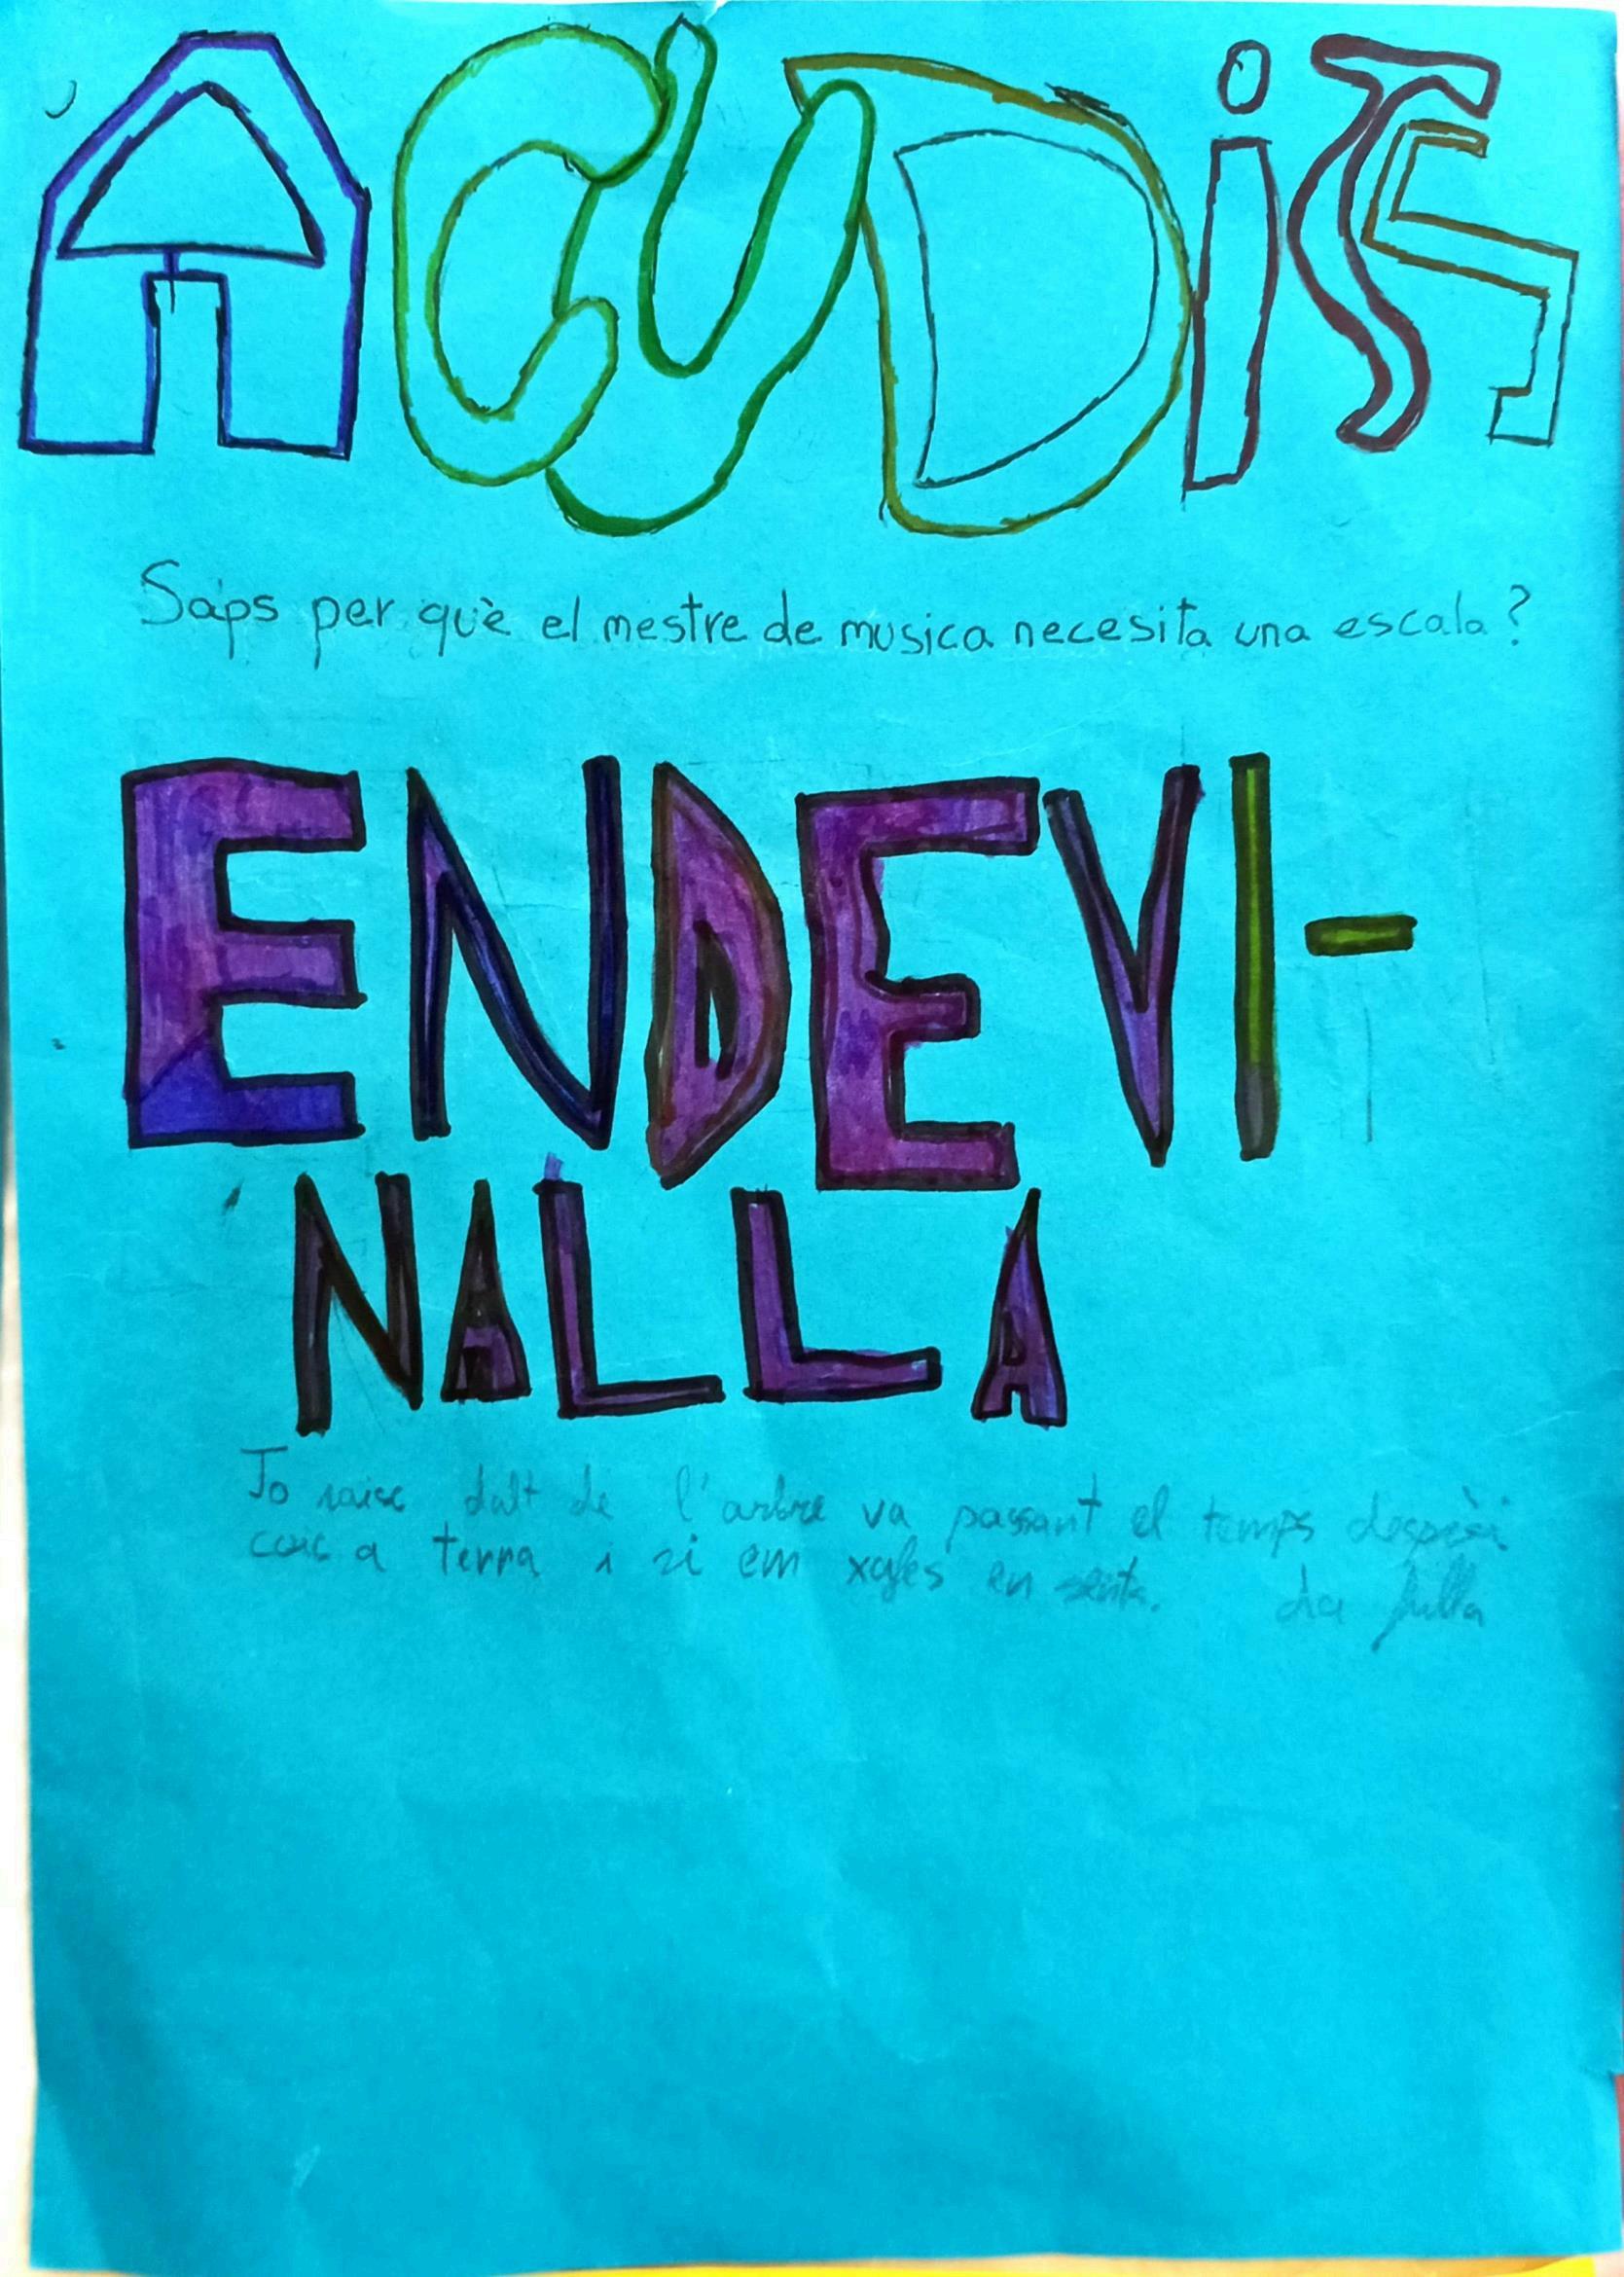 ACUDITS
Saps per què el mestre de musica necesita una escala?
ENDEVI-
NALLA
Jo naixc dalt de l'arbre va passant el temps després
caic a terra i si em xafes en sents. La fulla